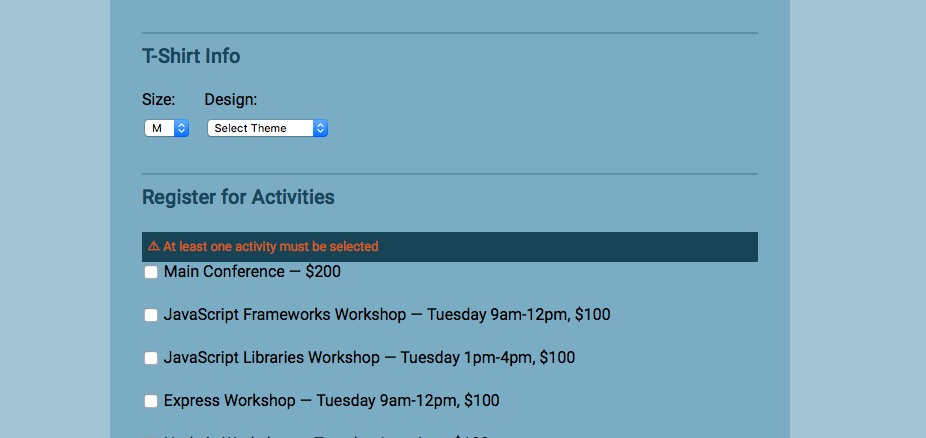 T-Shirt Info
Size: Design:
M Select Theme
Register for Activities
⚠ At least one activity must be selected
Main Conference — $200
JavaScript Frameworks Workshop — Tuesday 9am-12pm, $100
JavaScript Libraries Workshop — Tuesday 1pm-4pm, $100
Express Workshop — Tuesday 9am-12pm, $100